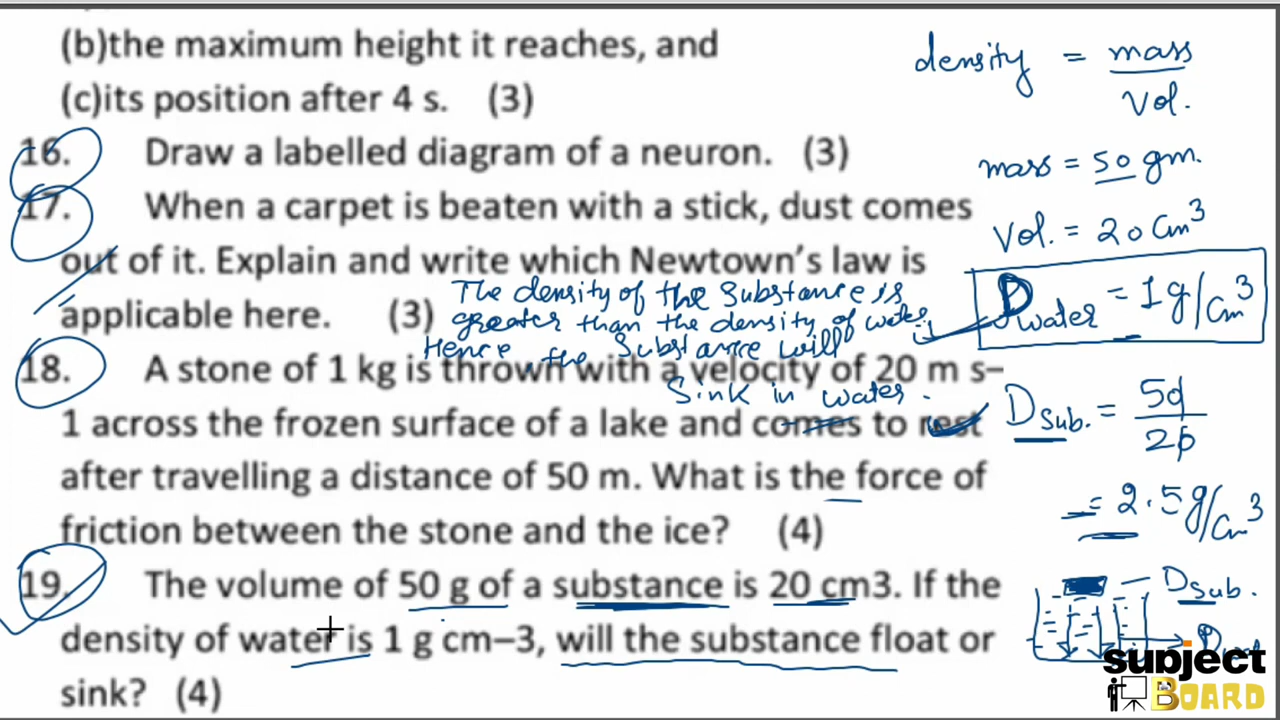 (b)the maximum height it reaches, and
(c)its position after 4 s. (3)
16. Draw a labelled diagram of a neuron. (3)
17. When a carpet is beaten with a stick, dust comes
out of it. Explain and write which Newtown's law is
applicable here. (3)
18. A stone of 1 kg is thrown with a velocity of 20 m s–
1 across the frozen surface of a lake and comes to rest
after travelling a distance of 50 m. What is the force of
friction between the stone and the ice? (4)
19. The volume of 50 g of a substance is 20 cm3. If the
density of water is 1 g cm–3, will the substance float or
sink? (4)
The density of the substance is
greater than the density of water
Hence, the substance will
Sink in water.
density = mass
Vol.
mass = 50 gm.
Vol. = 20 Cm³
Dwater = 1g/Cm³
Dsub. = 50
20
= 2.5g/Cm³
Dsub.
subject
BOARD